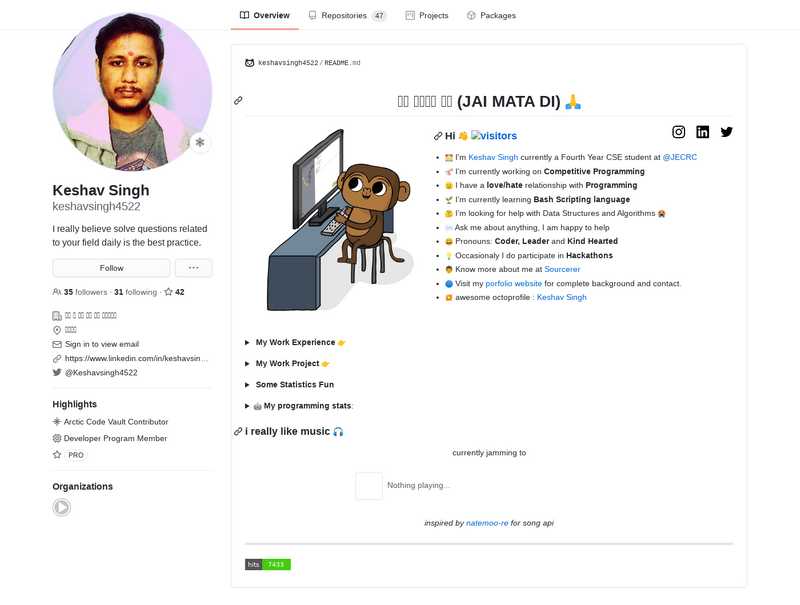 Overview
Repositories 47
Projects
Packages
keshavsingh4522/README.md
(JAI MATA DI) 🙏
Keshav Singh
keshavsingh4522
I really believe solve questions related
to your field daily is the best practice.
Follow
35 followers · 31 following · 42
Sign in to view email
https://www.linkedin.com/in/keshavsin...
@Keshavsingh4522
Highlights
Arctic Code Vault Contributor
Developer Program Member
PRO
Organizations
Hi 👋 visitors
I'm Keshav Singh currently a Fourth Year CSE student at @JECRC
I'm currently working on Competitive Programming
I have a love/hate relationship with Programming
I'm currently learning Bash Scripting language
I'm looking for help with Data Structures and Algorithms 😭
Ask me about anything, I am happy to help
Pronouns: Coder, Leader and Kind Hearted
Occasionaly I do participate in Hackathons
Know more about me at Sourcerer
Visit my porfolio website for complete background and contact.
awesome octoprofile : Keshav Singh
My Work Experience 👉
My Work Project 👉
Some Statistics Fun
🤖 My programming stats:
i really like music 🎧
currently jamming to
Nothing playing...
inspired by natemoo-re for song api
hits 7433